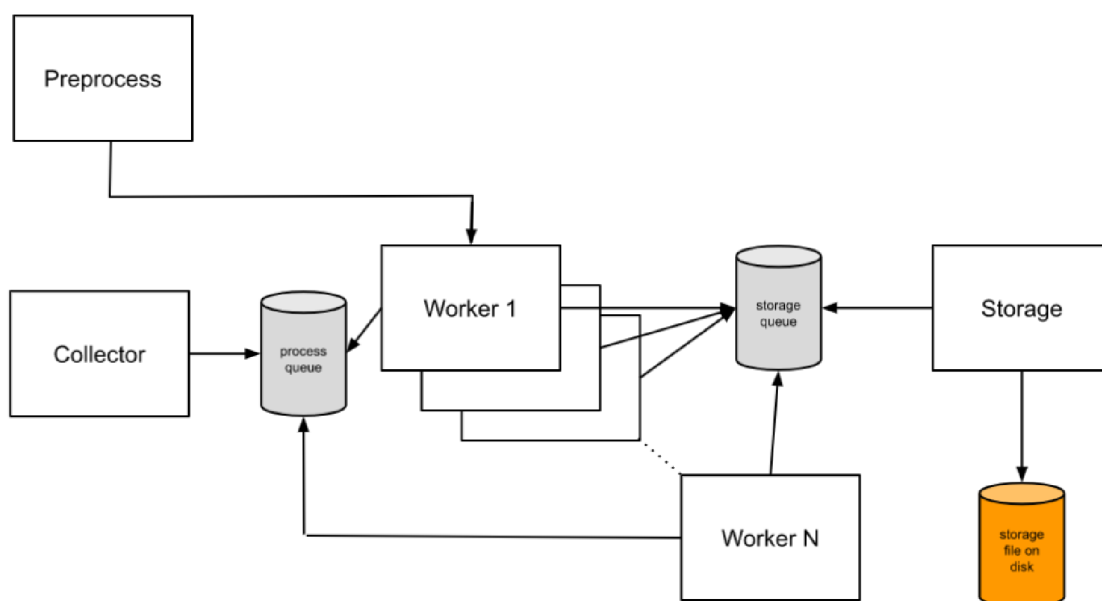 Preprocess
Collector
process
queue
Worker 1
storage
queue
Storage
Worker N
storage
file on
disk